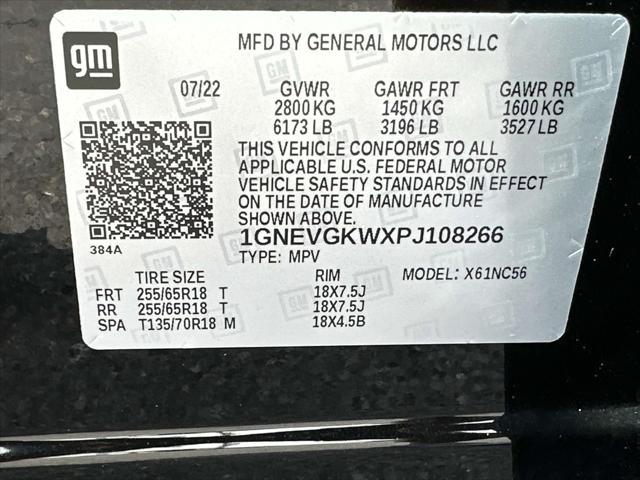 gm
MFD BY GENERAL MOTORS LLC
07/22 GVWR GAWR FRT GAWR RR
2800 KG 1450 KG 1600 KG
6173 LB 3196 LB 3527 LB
THIS VEHICLE CONFORMS TO ALL
APPLICABLE U.S. FEDERAL MOTOR
VEHICLE SAFETY STANDARDS IN EFFECT
ON THE DATE OF MANUFACTURE
SHOWN ABOVE.
1GNEVGKWXPJ108266
384A
TYPE: MPV
TIRE SIZE RIM MODEL: X61NC56
FRT 255/65R18 T 18X7.5J
RR 255/65R18 T 18X7.5J
SPA T135/70R18 M 18X4.5B